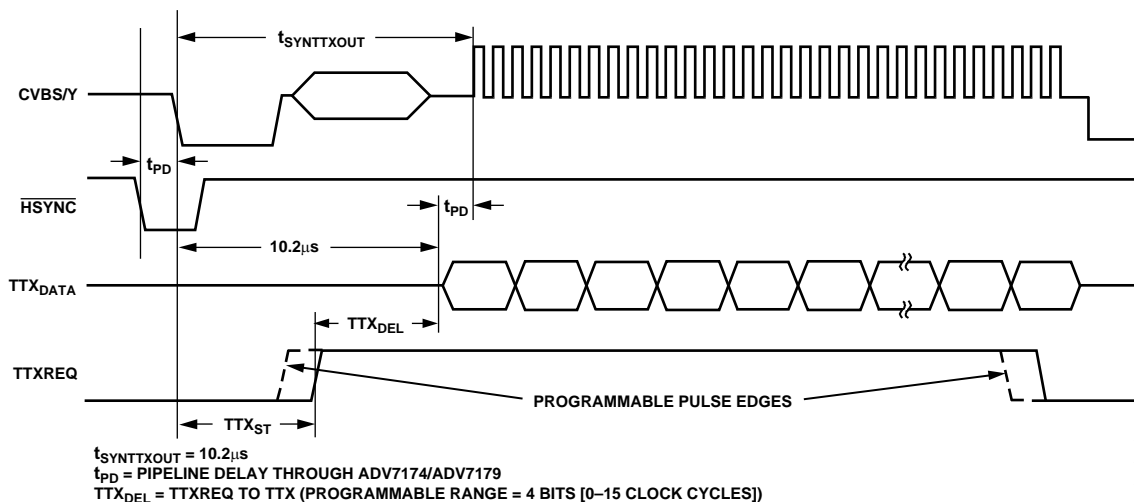 tSYNTTXOUT
CVBS/Y
tPD
HSYNC
tPD
10.2µs
TTXDATA
TTXDEL
TTXREQ
PROGRAMMABLE PULSE EDGES
TTXST
tSYNTTXOUT = 10.2µs
tPD = PIPELINE DELAY THROUGH ADV7174/ADV7179
TTXDEL = TTXREQ TO TTX (PROGRAMMABLE RANGE = 4 BITS [0–15 CLOCK CYCLES])